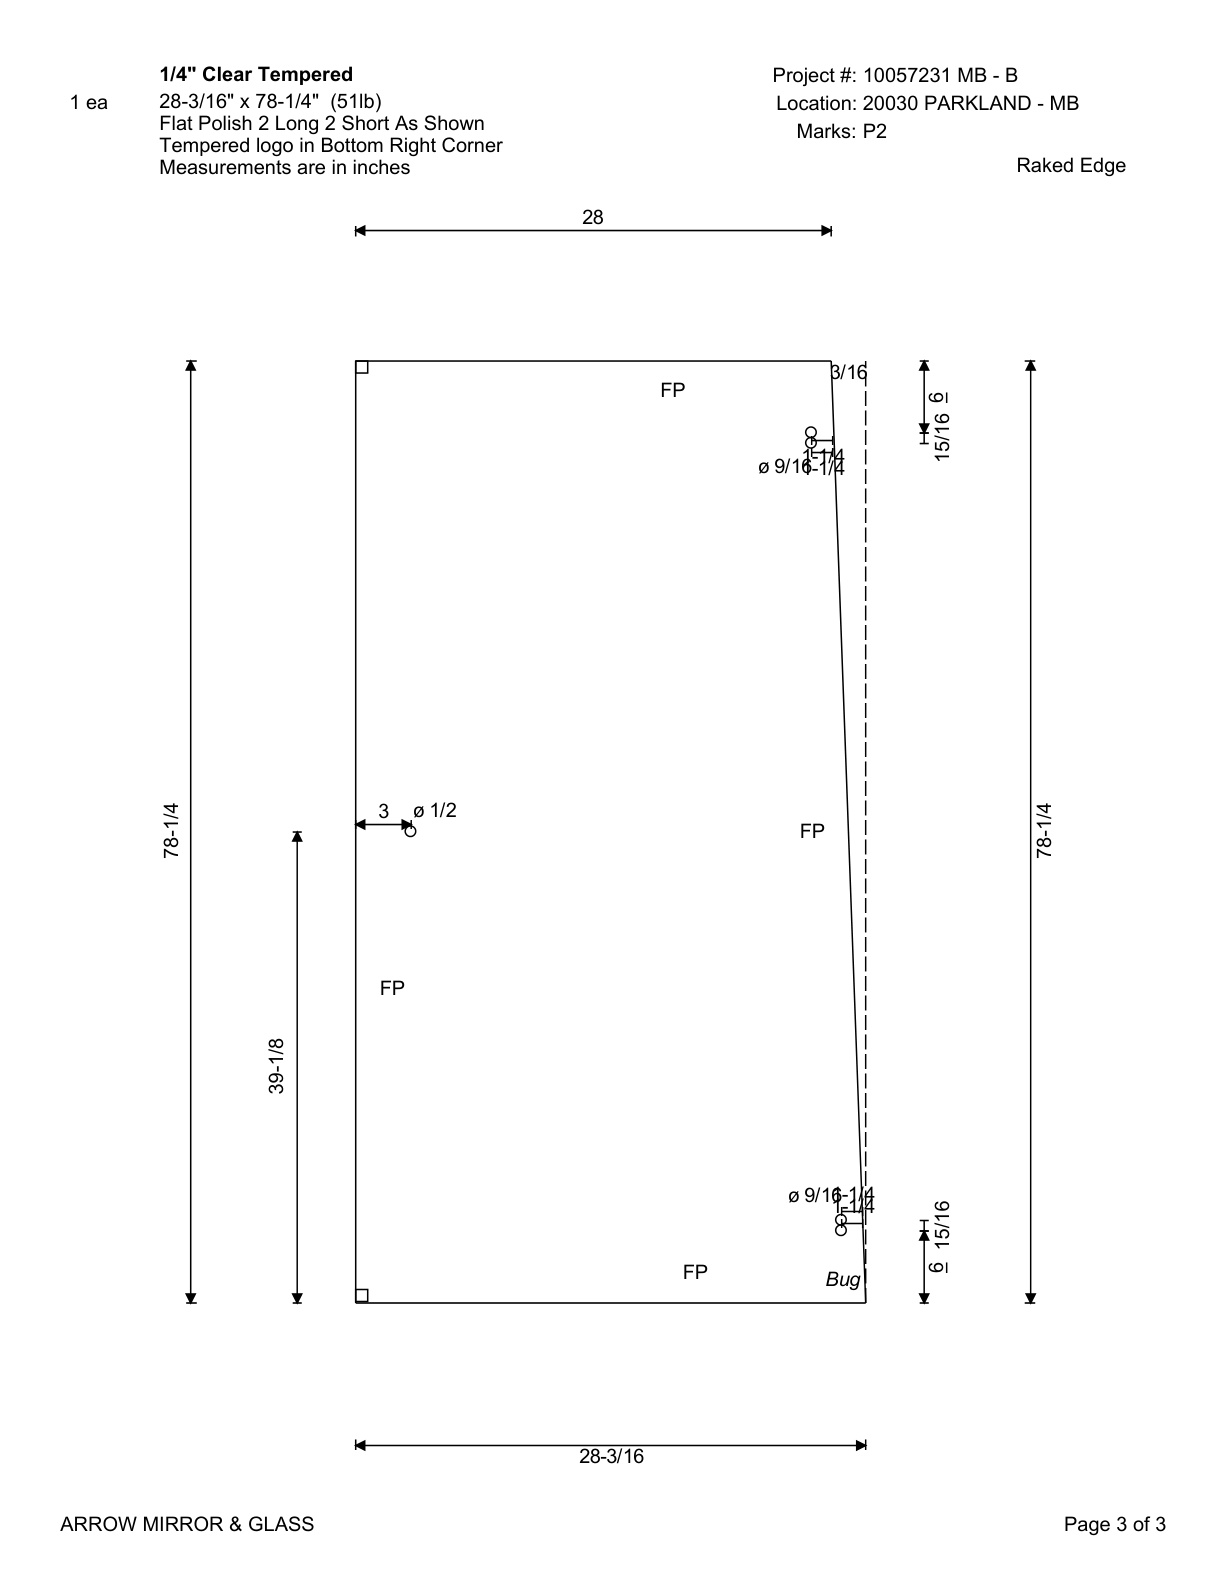 1/4" Clear Tempered
1 ea
28-3/16" x 78-1/4" (51lb)
Flat Polish 2 Long 2 Short As Shown
Tempered logo in Bottom Right Corner
Measurements are in inches
Project #: 10057231 MB - B
Location: 20030 PARKLAND - MB
Marks: P2
Raked Edge
28
3/16
FP
6
15/16
1-1/4
ø 9/16
1-1/4
78-1/4
3
ø 1/2
FP
78-1/4
FP
39-1/8
ø 9/16
1-1/4
1-1/4
15/16
6
FP
Bug
28-3/16
ARROW MIRROR & GLASS
Page 3 of 3